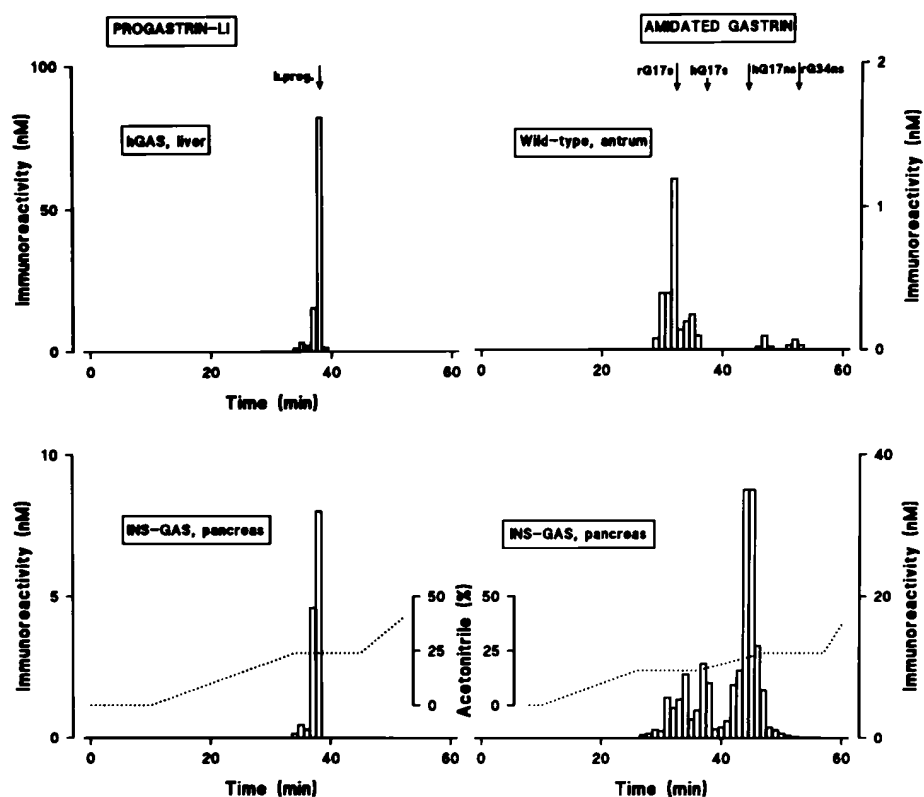 PROGASTRIN-LI
AMIDATED GASTRIN
h.prog.
rG17s hG17s hG17ns rG34ns
hGAS, liver
Wild-type, antrum
Immunoreactivity (nM)
100
50
0
0 20 40 60
Time (min)
2
1
0
Immunoreactivity (nM)
20 40 60
Time (min)
INS-GAS, pancreas
INS-GAS, pancreas
Immunoreactivity (nM)
10
5
0
50
25
0
0 20 40 60
Time (min)
Acetonitrile (%)
50
25
0
40
20
0
Immunoreactivity (nM)
20 40 60
Time (min)